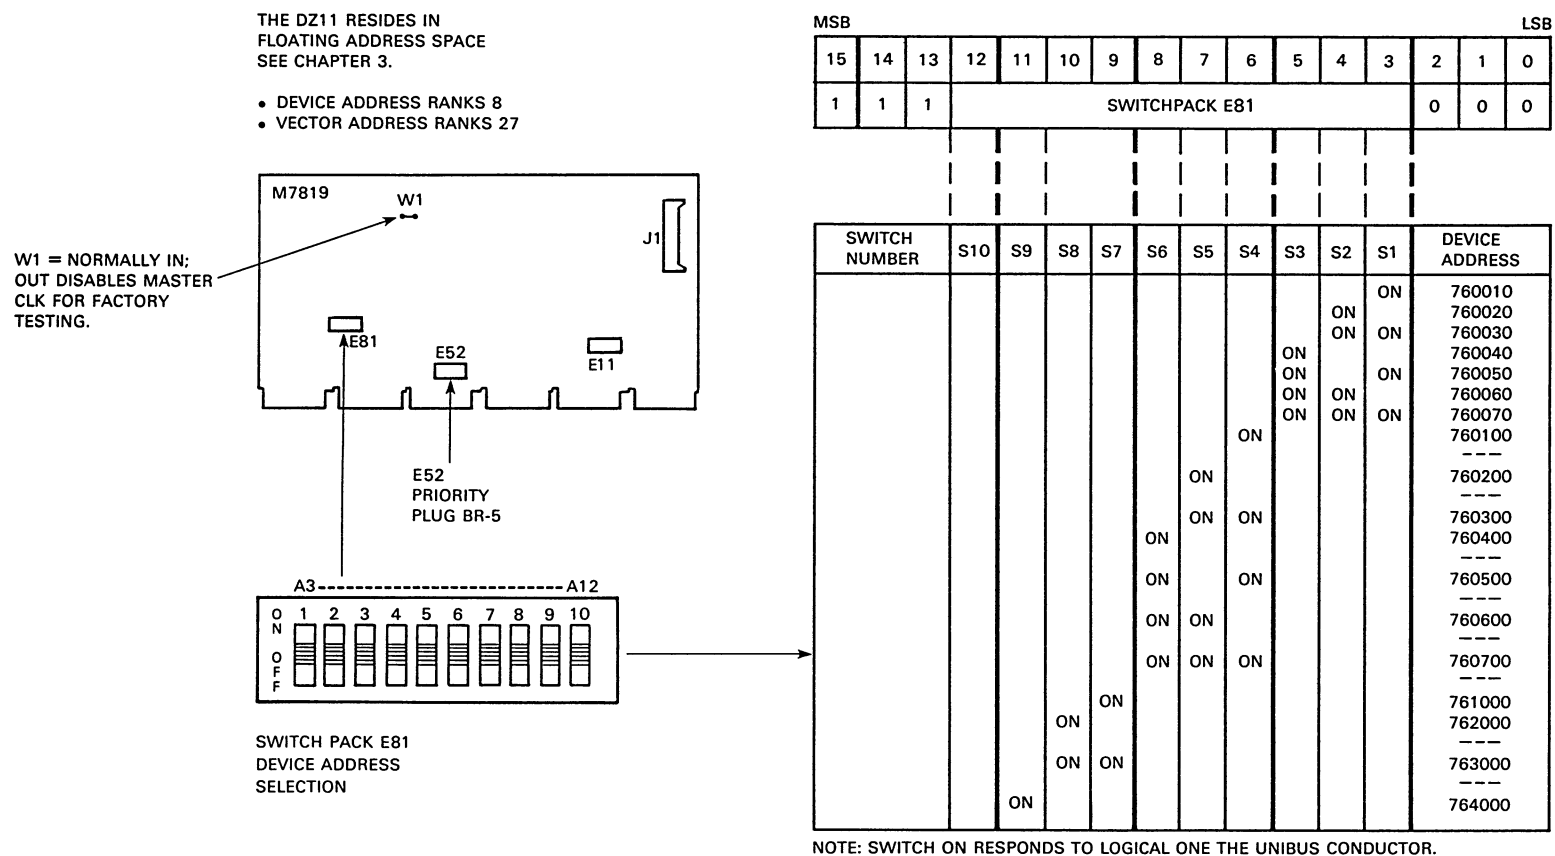 THE DZ11 RESIDES IN
FLOATING ADDRESS SPACE
SEE CHAPTER 3.
• DEVICE ADDRESS RANKS 8
• VECTOR ADDRESS RANKS 27
M7819
W1
J1
W1 = NORMALLY IN;
OUT DISABLES MASTER
CLK FOR FACTORY
TESTING.
E81
E52
E11
E52
PRIORITY
PLUG BR-5
A3 A12
ON
OFF
1 2 3 4 5 6 7 8 9 10
SWITCH PACK E81
DEVICE ADDRESS
SELECTION
MSB LSB
15 14 13 12 11 10 9 8 7 6 5 4 3 2 1 0
1 1 1 SWITCHPACK E81 0 0 0
SWITCH
NUMBER
S10 S9 S8 S7 S6 S5 S4 S3 S2 S1
DEVICE
ADDRESS
ON 760010
ON 760020
ON ON 760030
ON 760040
ON ON 760050
ON ON 760060
ON ON ON 760070
ON 760100
– – –
ON 760200
– – –
ON ON 760300
ON 760400
– – –
ON ON 760500
– – –
ON ON 760600
– – –
ON ON ON 760700
– – –
ON 761000
ON 762000
– – –
ON ON 763000
– – –
ON 764000
NOTE: SWITCH ON RESPONDS TO LOGICAL ONE THE UNIBUS CONDUCTOR.